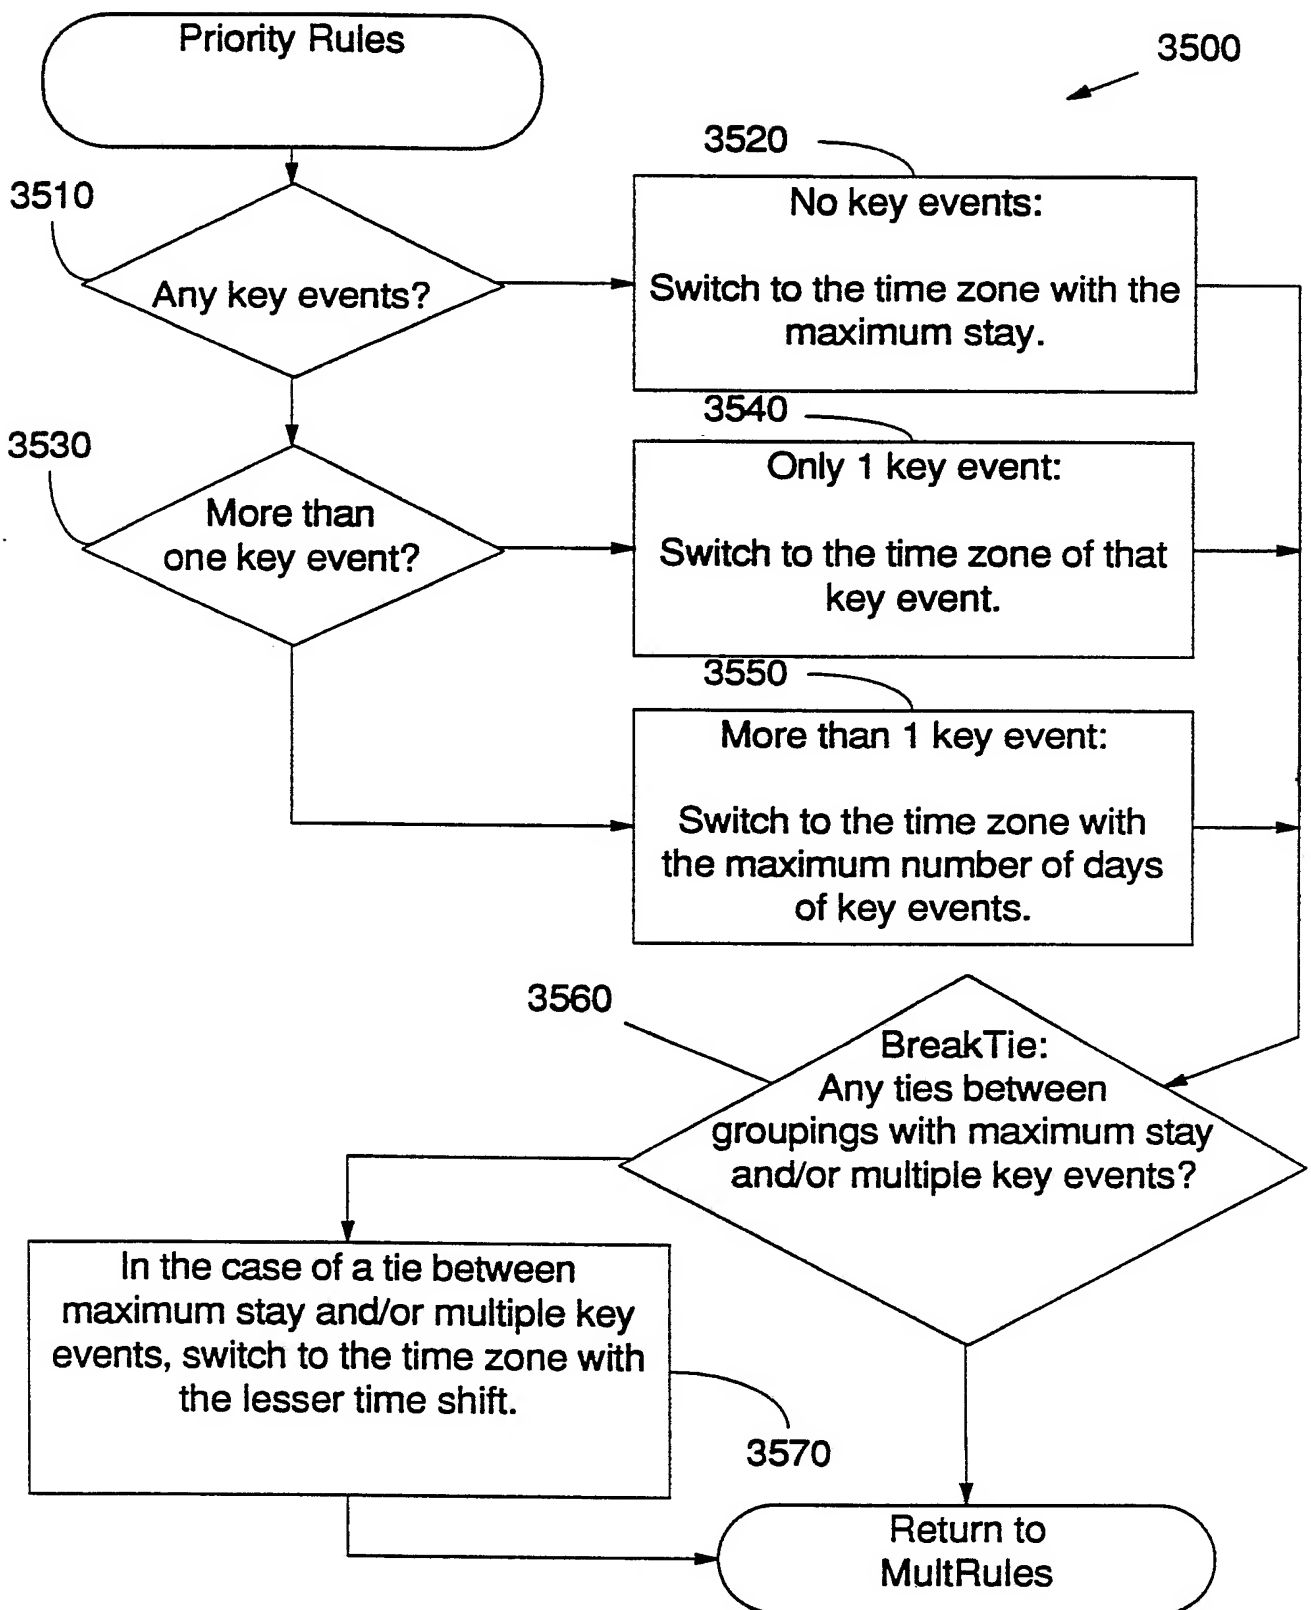 Priority Rules
3500
3520
3510
No key events:
Any key events?
Switch to the time zone with the
maximum stay.
3540
3530
Only 1 key event:
More than
one key event?
Switch to the time zone of that
key event.
3550
More than 1 key event:
Switch to the time zone with
the maximum number of days
of key events.
3560
BreakTie:
Any ties between
groupings with maximum stay
and/or multiple key events?
In the case of a tie between
maximum stay and/or multiple key
events, switch to the time zone with
the lesser time shift.
3570
Return to
MultRules